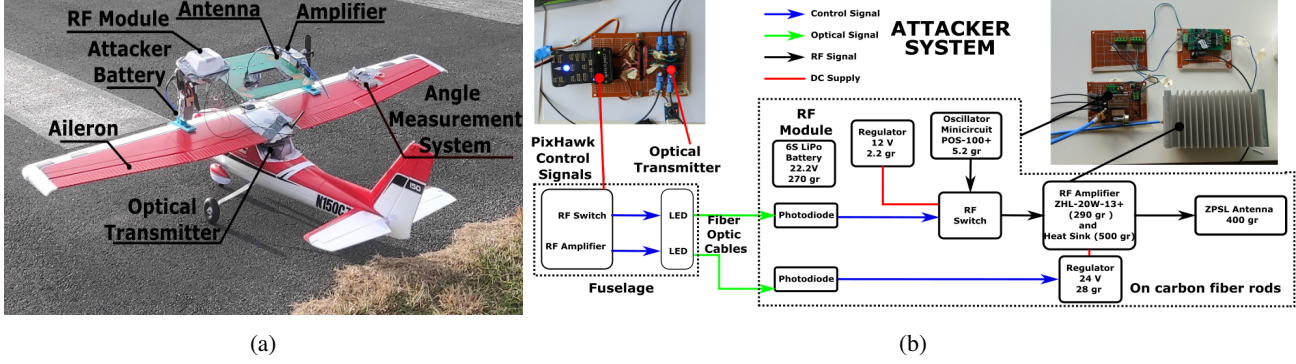 RF Module
Antenna
Amplifier
Attacker
Battery
Aileron
Angle
Measurement
System
Optical
Transmitter
150
N150GZ
(a)
Control Signal
Optical Signal
RF Signal
DC Supply
ATTACKER
SYSTEM
PixHawk
Control
Signals
Optical
Transmitter
RF
Module
6S LiPo
Battery
22.2V
270 gr
Regulator
12 V
2.2 gr
Oscillator
Minicircuit
POS-100+
5.2 gr
RF Switch
RF Amplifier
LED
LED
Fuselage
Fiber
Optic
Cables
Photodiode
Photodiode
RF
Switch
RF Amplifier
ZHL-20W-13+
(290 gr )
and
Heat Sink (500 gr)
ZPSL Antenna
400 gr
Regulator
24 V
28 gr
On carbon fiber rods
(b)